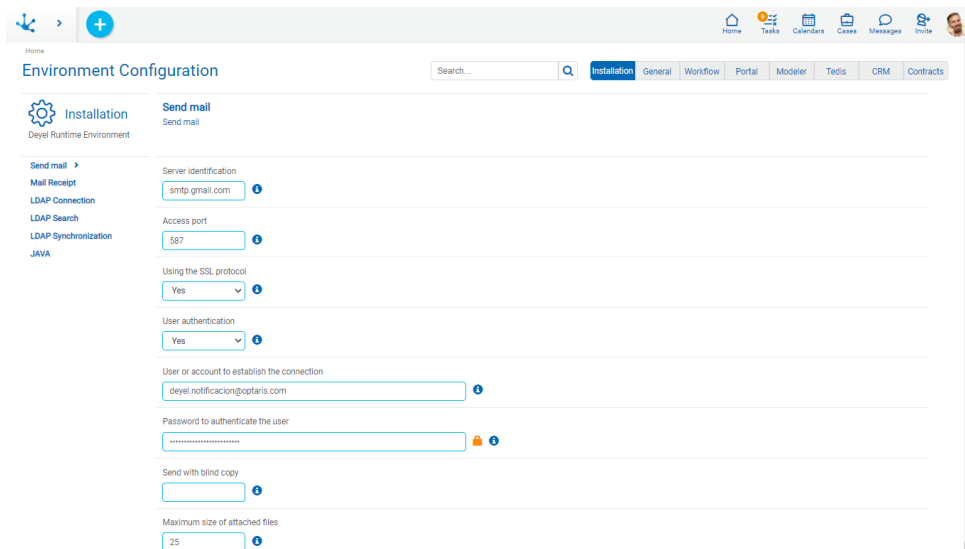 9
Home
Tasks
Calendars
Cases
Messages
Invite
Home
Environment Configuration
Search...
Installation
General
Workflow
Portal
Modeler
Tedis
CRM
Contracts
Installation
Deyel Runtime Environment
Send mail
Mail Receipt
LDAP Connection
LDAP Search
LDAP Synchronization
JAVA
Send mail
Send mail
Server identification
smtp.gmail.com
Access port
587
Using the SSL protocol
Yes
User authentication
Yes
User or account to establish the connection
deyel.notificacion@optaris.com
Password to authenticate the user
Send with blind copy
Maximum size of attached files
25